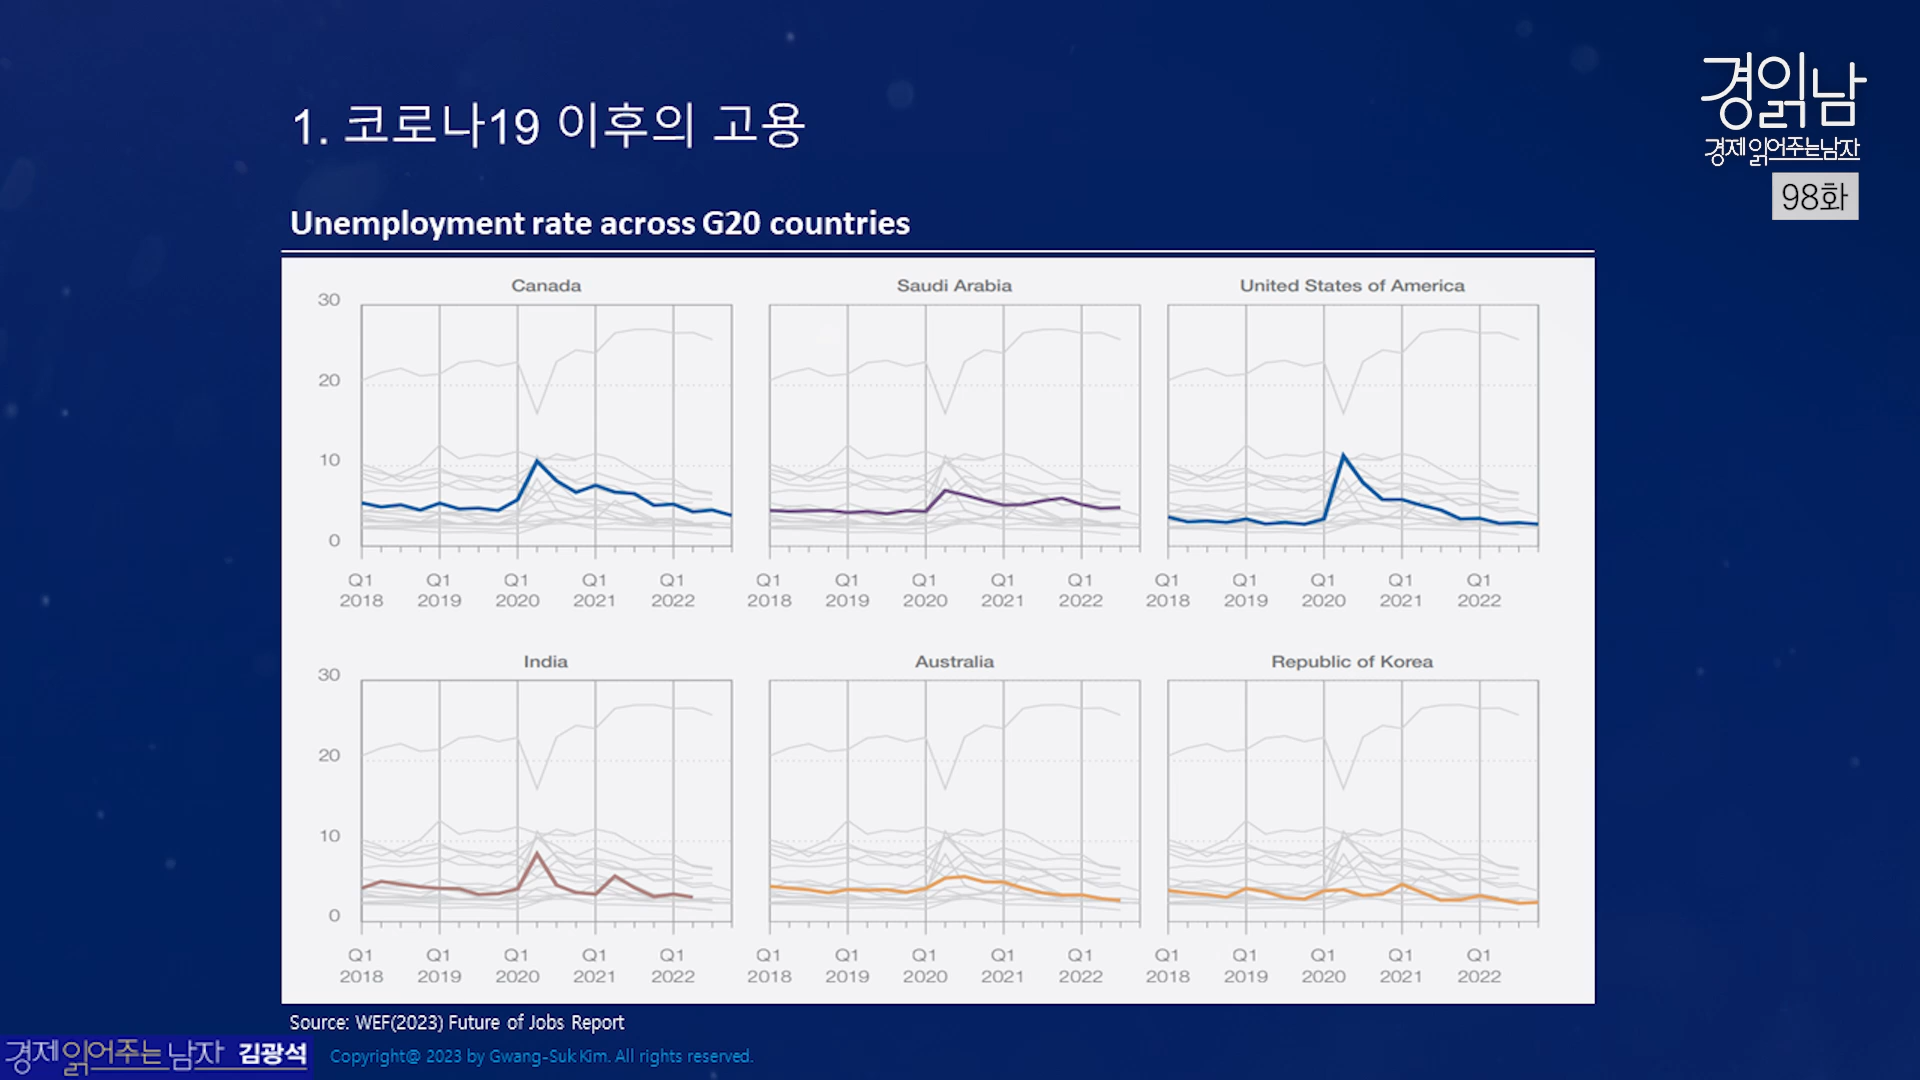 경읽남
경제 읽어주는남자
98화
1. 코로나19 이후의 고용
Unemployment rate across G20 countries
Canada
Saudi Arabia
United States of America
30
20
10
0
Q1 Q1 Q1 Q1 Q1
2018 2019 2020 2021 2022
Q1 Q1 Q1 Q1 Q1
2018 2019 2020 2021 2022
Q1 Q1 Q1 Q1 Q1
2018 2019 2020 2021 2022
India
Australia
Republic of Korea
30
20
10
0
Q1 Q1 Q1 Q1 Q1
2018 2019 2020 2021 2022
Q1 Q1 Q1 Q1 Q1
2018 2019 2020 2021 2022
Q1 Q1 Q1 Q1 Q1
2018 2019 2020 2021 2022
Source: WEF(2023) Future of Jobs Report
경제 읽어주는 남자 김광석
Copyright@ 2023 by Gwang-Suk Kim. All rights reserved.